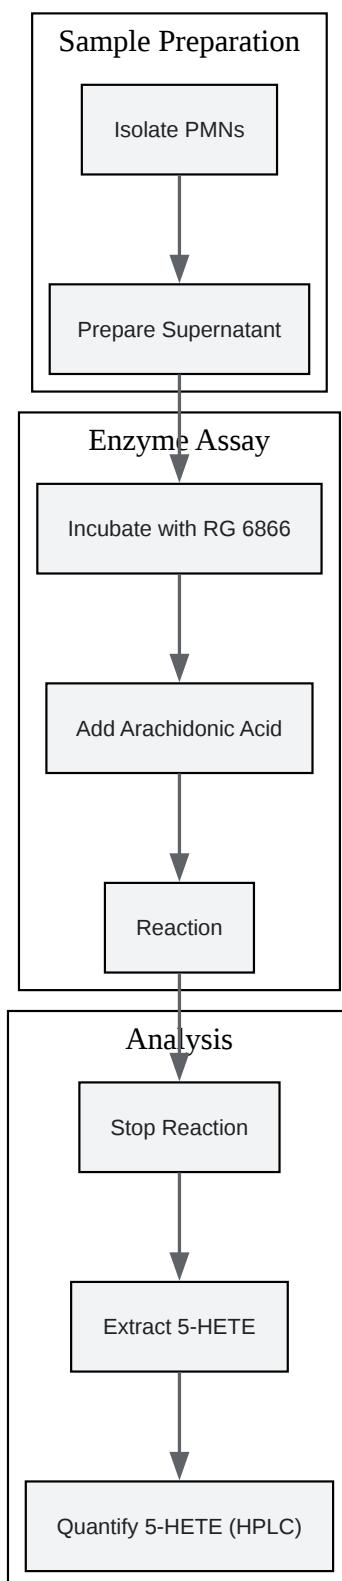 Sample Preparation
Isolate PMNs
Prepare Supernatant
Enzyme Assay
Incubate with RG 6866
Add Arachidonic Acid
Reaction
Analysis
Stop Reaction
Extract 5-HETE
Quantify 5-HETE (HPLC)